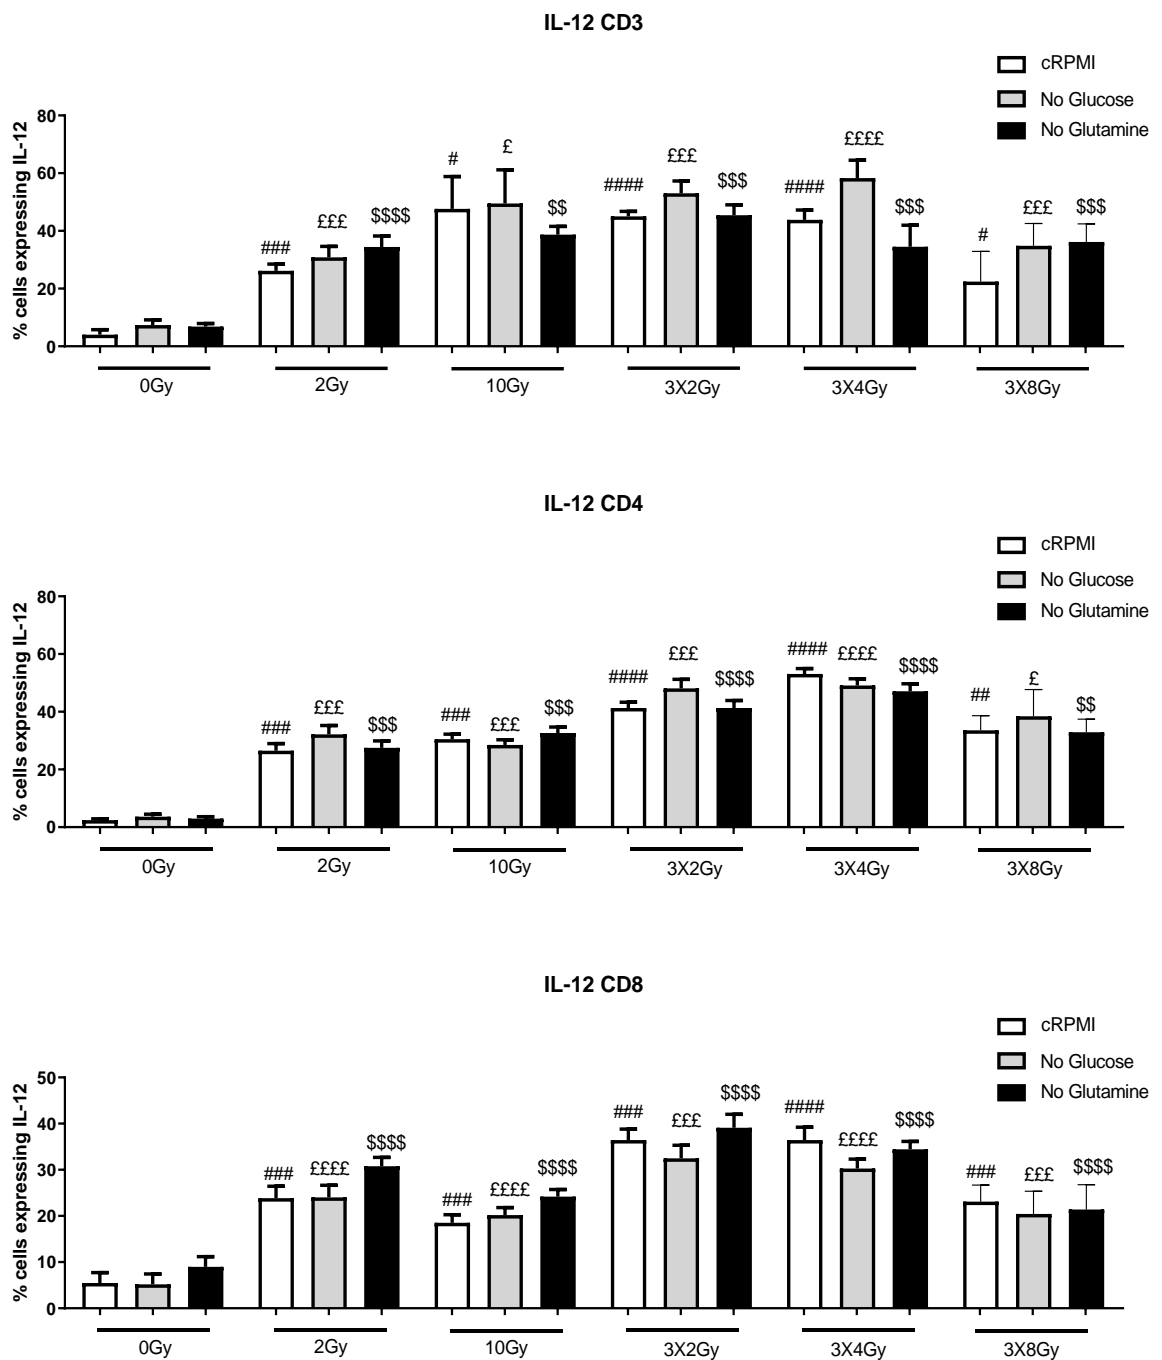 IL-12 CD3
cRPMI
No Glucose
No Glutamine
% cells expressing IL-12
80
60
40
20
0
### £££ $$$$ # £ $$ #### £££ $$$ #### ££££ $$$ # £££ $$$
0Gy 2Gy 10Gy 3X2Gy 3X4Gy 3X8Gy
IL-12 CD4
cRPMI
No Glucose
No Glutamine
% cells expressing IL-12
80
60
40
20
0
### £££ $$$ ### £££ $$$ #### £££ $$$$ #### ££££ $$$$ ## £ $$
0Gy 2Gy 10Gy 3X2Gy 3X4Gy 3X8Gy
IL-12 CD8
cRPMI
No Glucose
No Glutamine
% cells expressing IL-12
50
40
30
20
10
0
### ££££ $$$$ ### ££££ $$$$ ### £££ $$$$ #### ££££ $$$$ ### £££ $$$$
0Gy 2Gy 10Gy 3X2Gy 3X4Gy 3X8Gy